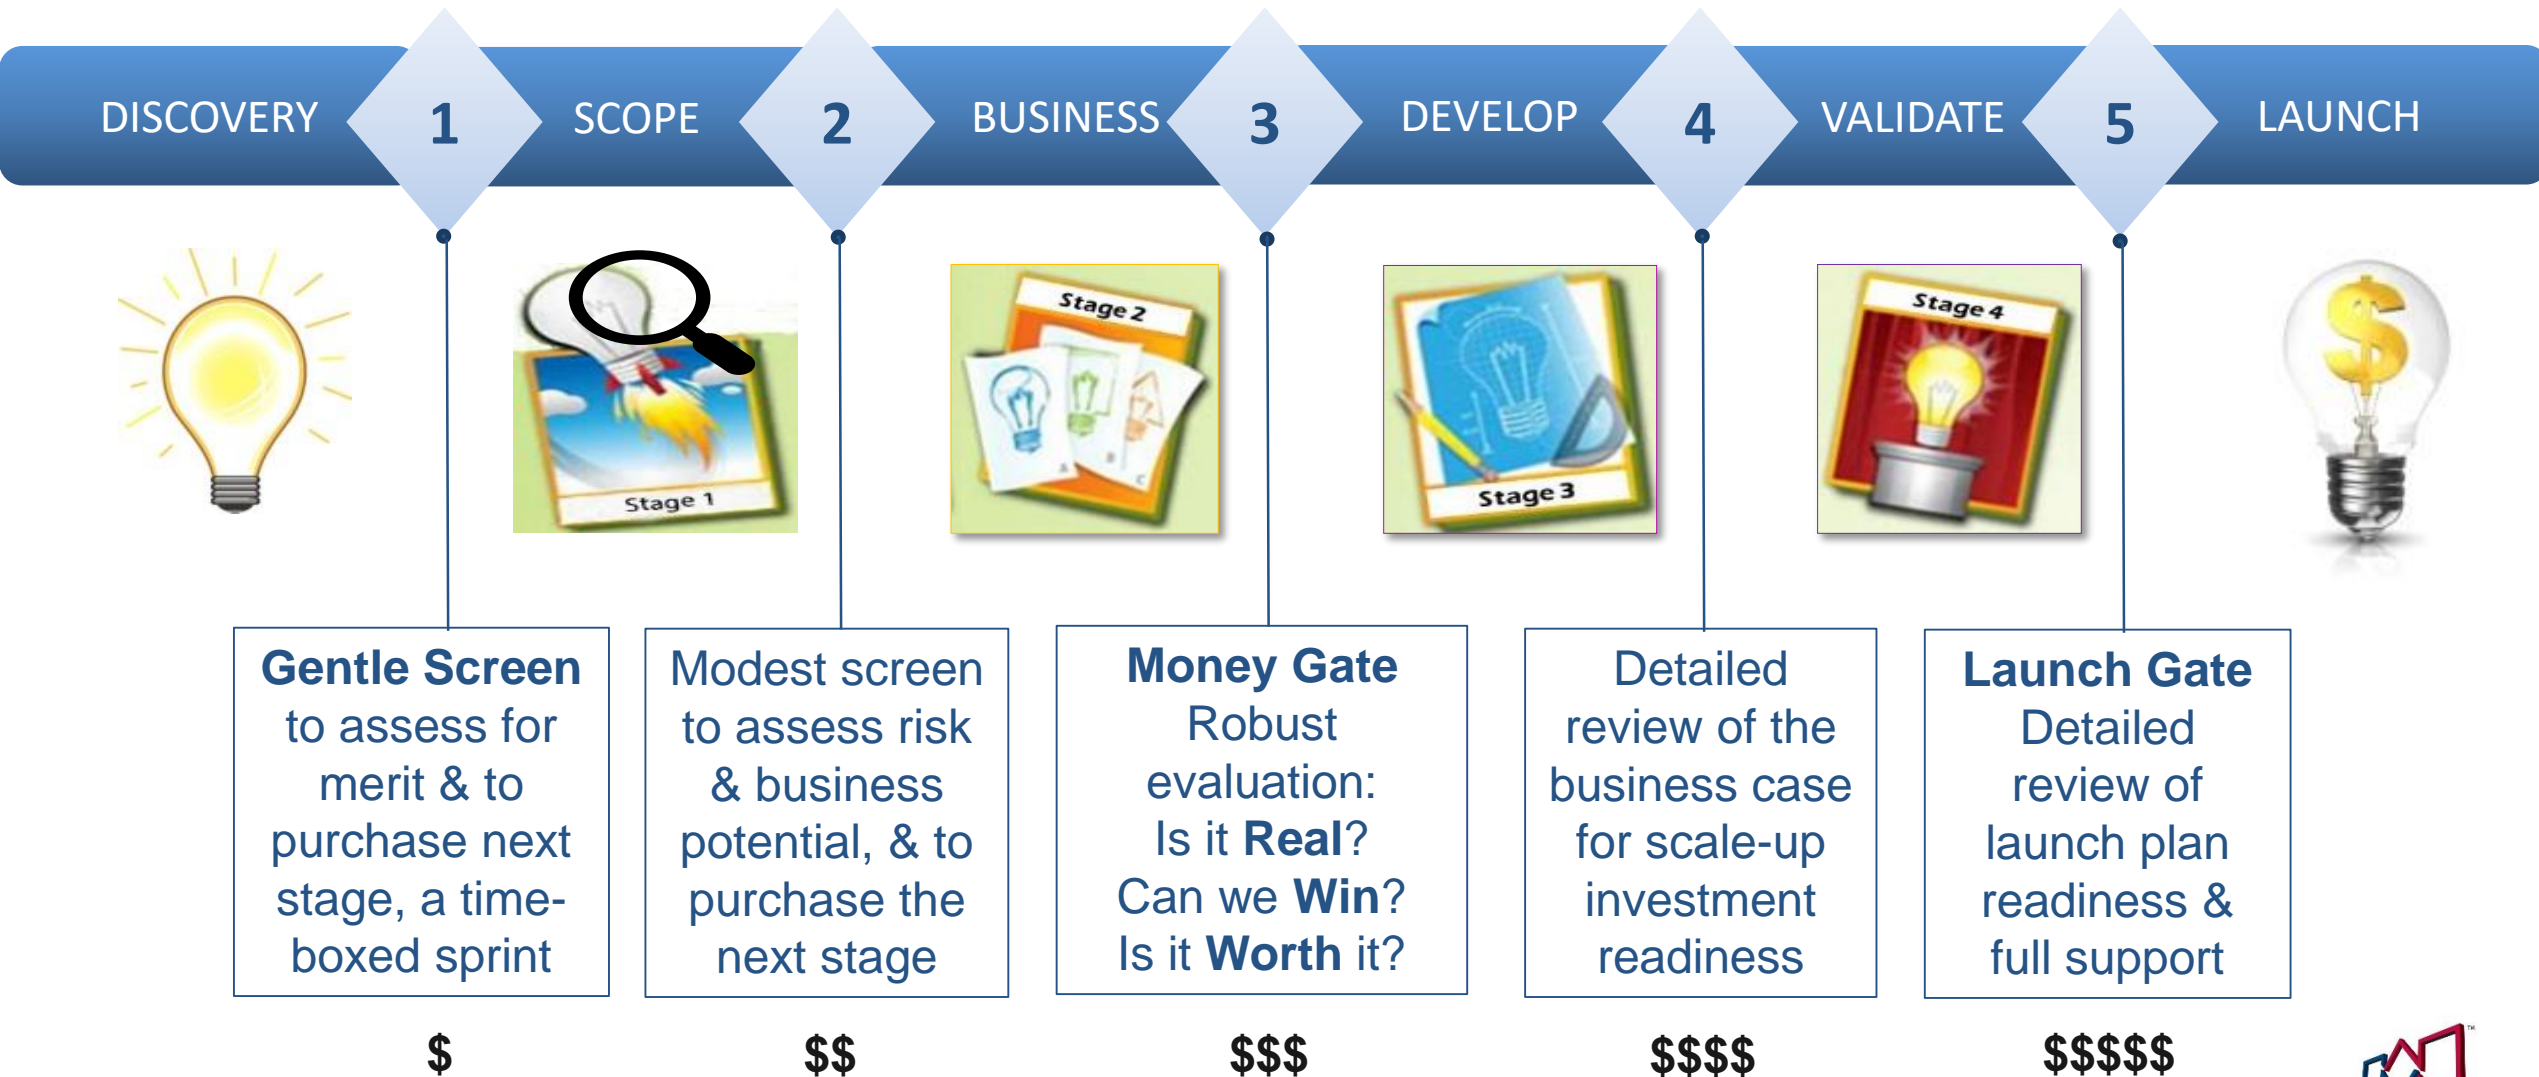 DISCOVERY 1 SCOPE 2 BUSINESS 3 DEVELOP 4 VALIDATE 5 LAUNCH
Stage 1
Stage 2
A
B
C
Stage 3
Stage 4
$
Gentle Screen
to assess for
merit & to
purchase next
stage, a time-
boxed sprint
$
Modest screen
to assess risk
& business
potential, & to
purchase the
next stage
$$
Money Gate
Robust
evaluation:
Is it Real?
Can we Win?
Is it Worth it?
$$$
Detailed
review of the
business case
for scale-up
investment
readiness
$$$$
Launch Gate
Detailed
review of
launch plan
readiness &
full support
$$$$$
TM